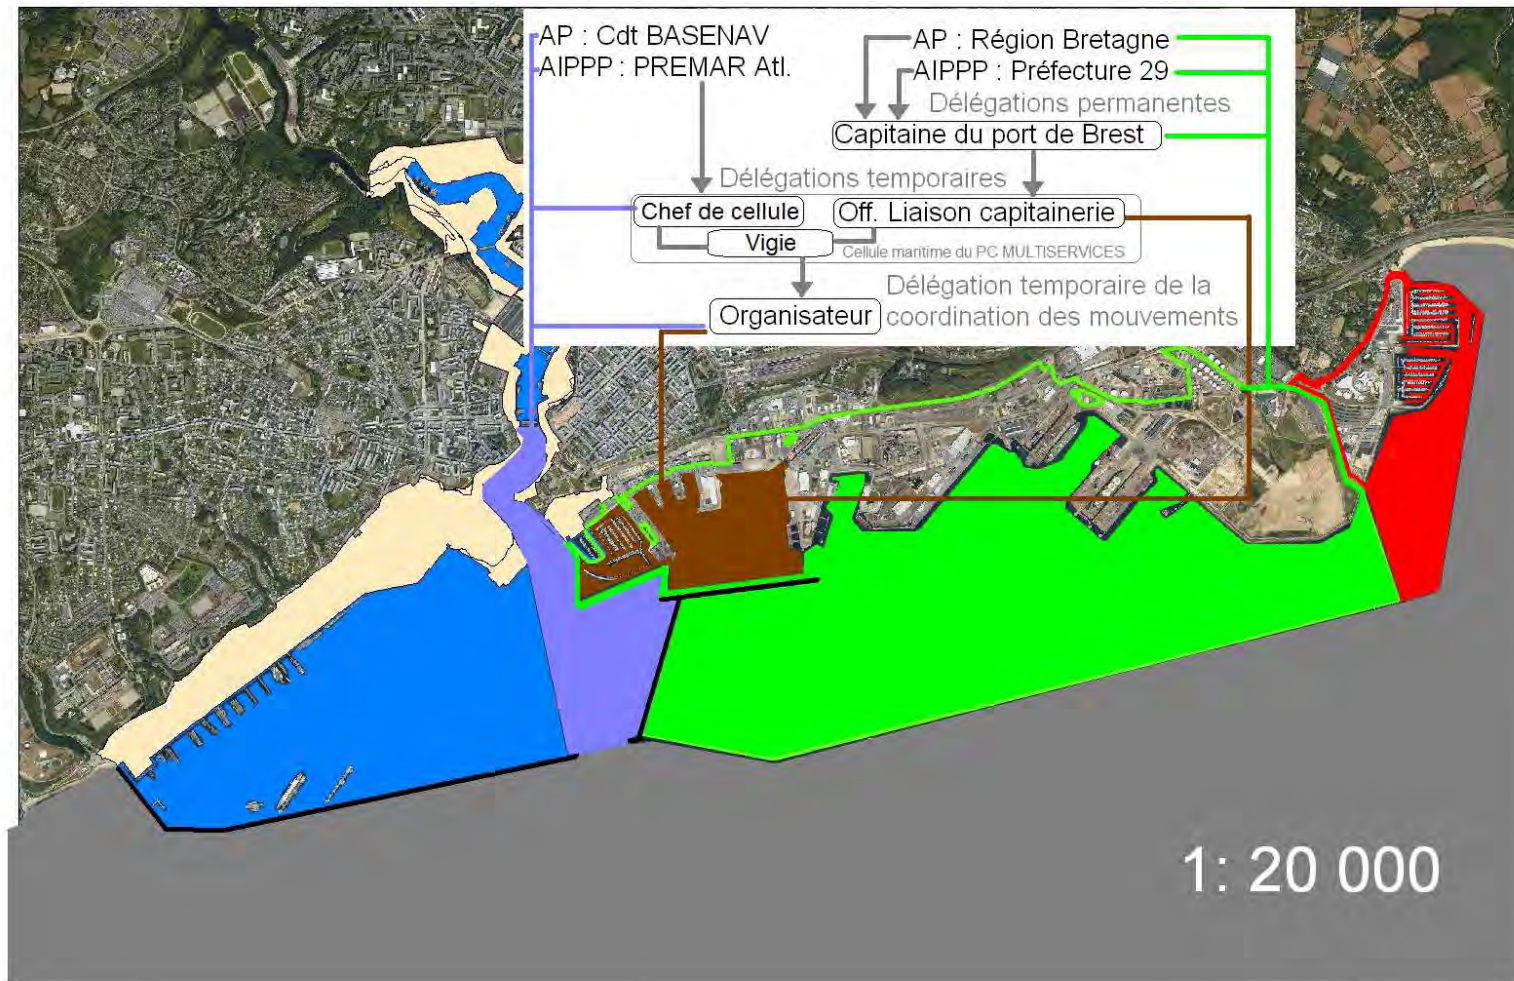 AP : Cdt BASENAV
AIPPP : PREMAR Atl.
AP : Région Bretagne
AIPPP : Préfecture 29
Délégations permanentes
Capitaine du port de Brest
Délégations temporaires
Chef de cellule
Off. Liaison capitainerie
Vigie
Cellule maritime du PC MULTISERVICES
Organisateur
Délégation temporaire de la
coordination des mouvements
1: 20 000